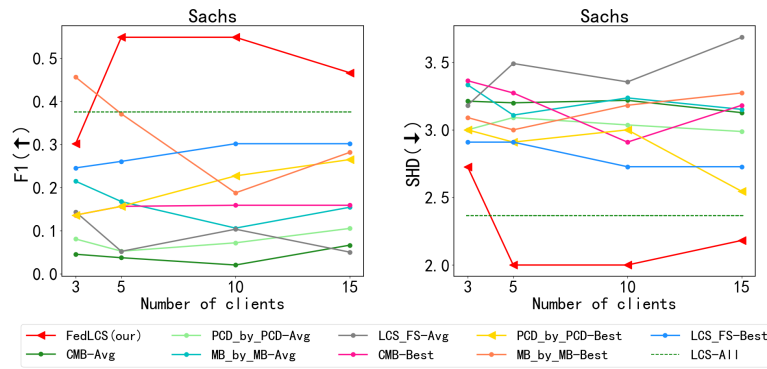 Sachs
F1(↑)
0.5
0.4
0.3
0.2
0.1
0.0
3 5 10 15
Number of clients
Sachs
SHD(↓)
3.5
3.0
2.5
2.0
3 5 10 15
Number of clients
FedLCS(our) PCD_by_PCD-Avg LCS_FS-Avg PCD_by_PCD-Best LCS_FS-Best
CMB-Avg MB_by_MB-Avg CMB-Best MB_by_MB-Best LCS-All